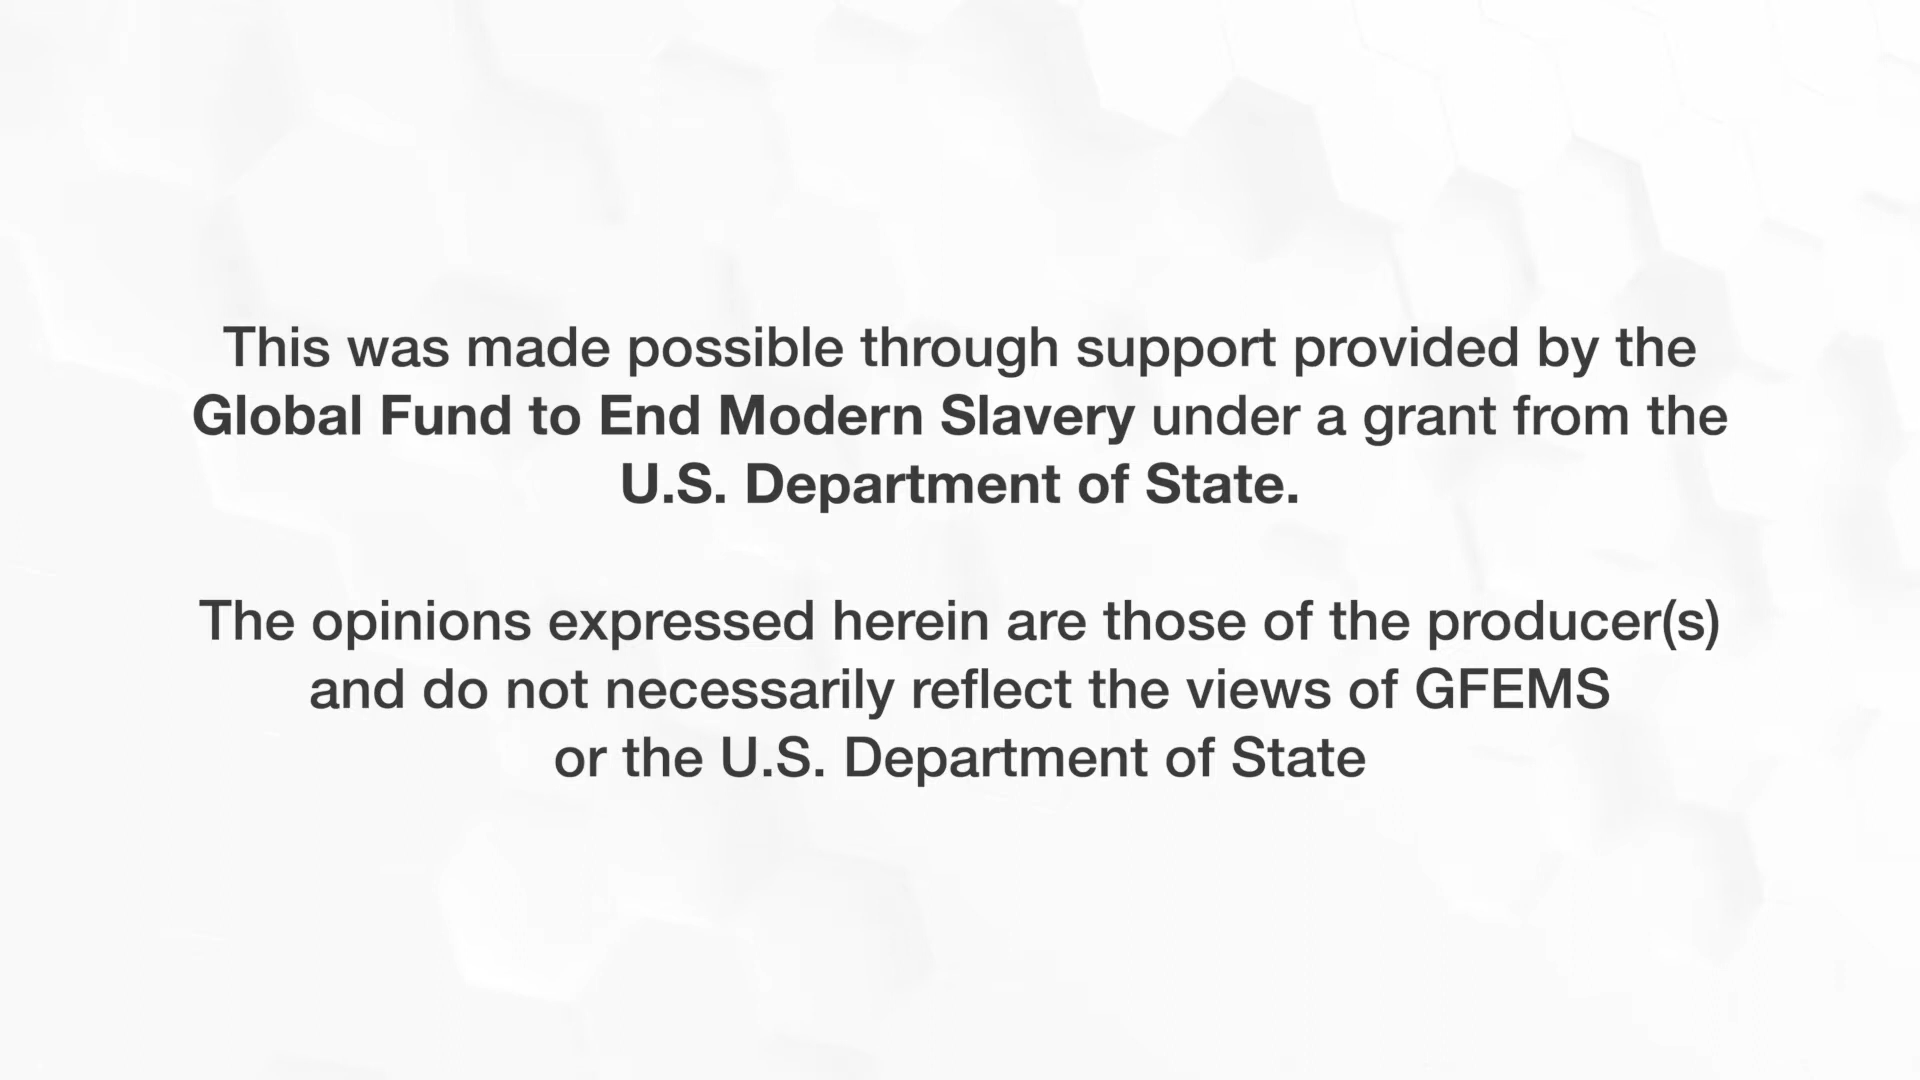 This was made possible through support provided by the
Global Fund to End Modern Slavery under a grant from the
U.S. Department of State.
The opinions expressed herein are those of the producer(s)
and do not necessarily reflect the views of GFEMS
or the U.S. Department of State